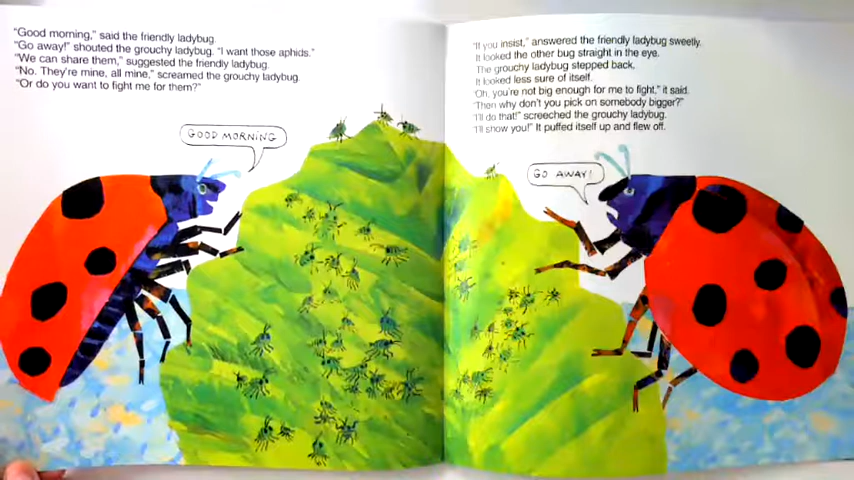 "Good morning," said the friendly ladybug.
"Go away!" shouted the grouchy ladybug. "I want those aphids."
"We can share them," suggested the friendly ladybug.
"No. They're mine, all mine," screamed the grouchy ladybug.
"Or do you want to fight me for them?"
GOOD MORNING
"If you insist," answered the friendly ladybug sweetly.
It looked the other bug straight in the eye.
The grouchy ladybug stepped back.
It looked less sure of itself.
"Oh, you're not big enough for me to fight," it said.
"Then why don't you pick on somebody bigger?"
"I'll do that!" screeched the grouchy ladybug.
"I'll show you!" It puffed itself up and flew off.
GO AWAY!